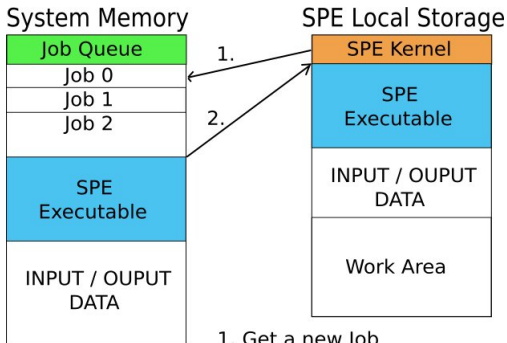 System Memory
Job Queue
Job 0
Job 1
Job 2
SPE
Executable
INPUT / OUPUT
DATA
1.
2.
SPE Local Storage
SPE Kernel
SPE
Executable
INPUT / OUPUT
DATA
Work Area
1. Get a new Job